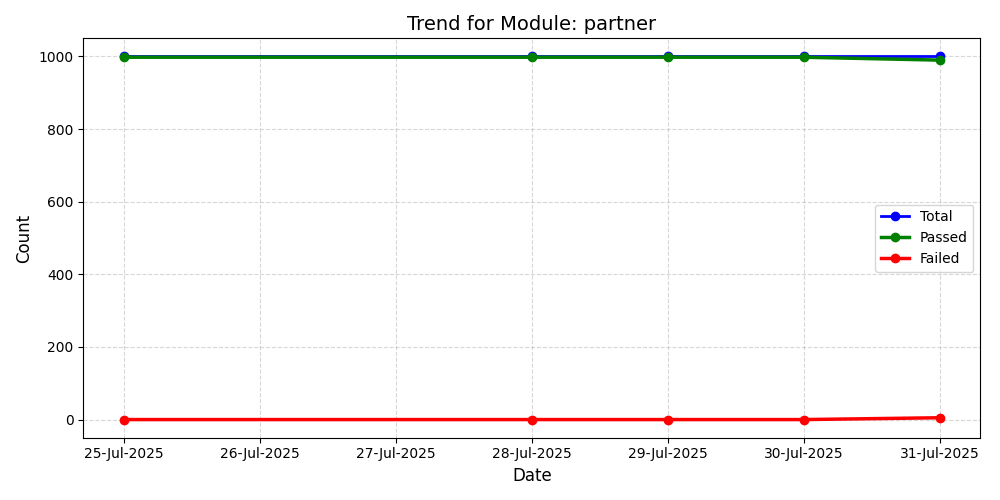 Trend for Module: partner
Count
1000
800
600
400
200
0
Total
Passed
Failed
25-Jul-2025 26-Jul-2025 27-Jul-2025 28-Jul-2025 29-Jul-2025 30-Jul-2025 31-Jul-2025
Date